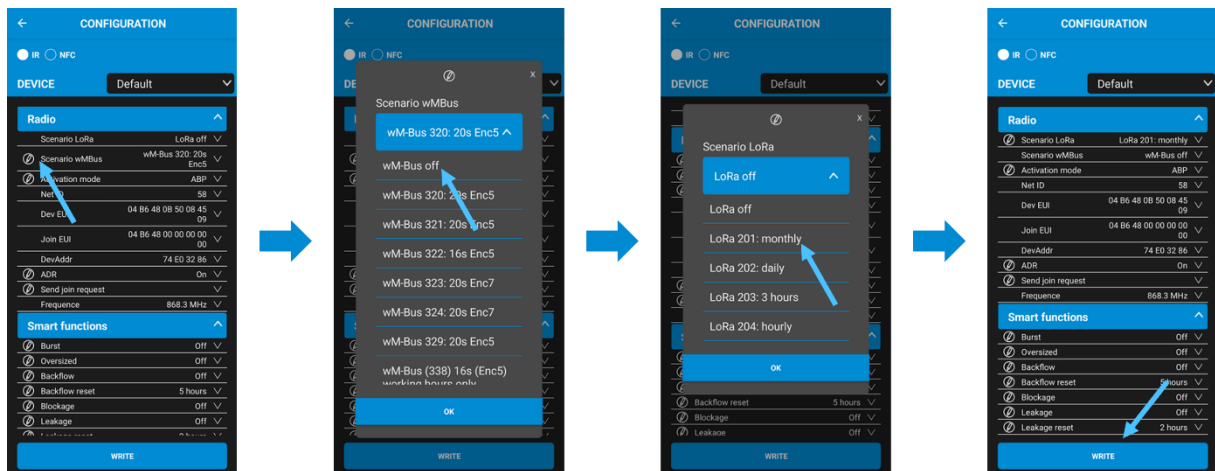 CONFIGURATION
IR NFC
DEVICE Default
Radio
Scenario LoRa LoRa off
Scenario wMBus wM-Bus 320: 20s Enc5
Activation mode ABP
Net ID 58
Dev EUI 04 B6 48 0B 50 08 45 09
Join EUI 04 B6 48 00 00 00 00 00
DevAddr 74 E0 32 86
ADR On
Send join request
Frequence 868.3 MHz
Smart functions
Burst Off
Oversized Off
Backflow Off
Backflow reset 5 hours
Blockage Off
Leakage Off
Leakage reset 2 hours
WRITE
CONFIGURATION
IR NFC
DE
x
Scenario wMBus
wM-Bus 320: 20s Enc5
wM-Bus off
wM-Bus 320: 20s Enc5
wM-Bus 321: 20s Enc5
wM-Bus 322: 16s Enc5
wM-Bus 323: 20s Enc7
wM-Bus 324: 20s Enc7
wM-Bus 329: 20s Enc5
wM-Bus (338) 16s (Enc5)
working hours only
OK
WRITE
CONFIGURATION
IR NFC
DEVICE Default
x
Scenario LoRa
LoRa off
LoRa off
LoRa 201: monthly
LoRa 202: daily
LoRa 203: 3 hours
LoRa 204: hourly
OK
Backflow reset 5 hours
Blockage Off
Leakage Off
WRITE
CONFIGURATION
IR NFC
DEVICE Default
Radio
Scenario LoRa LoRa 201: monthly
Scenario wMBus wM-Bus off
Activation mode ABP
Net ID 58
Dev EUI 04 B6 48 0B 50 08 45 09
Join EUI 04 B6 48 00 00 00 00 00
DevAddr 74 E0 32 86
ADR On
Send join request
Frequence 868.3 MHz
Smart functions
Burst Off
Oversized Off
Backflow Off
Backflow reset 5 hours
Blockage Off
Leakage Off
Leakage reset 2 hours
WRITE